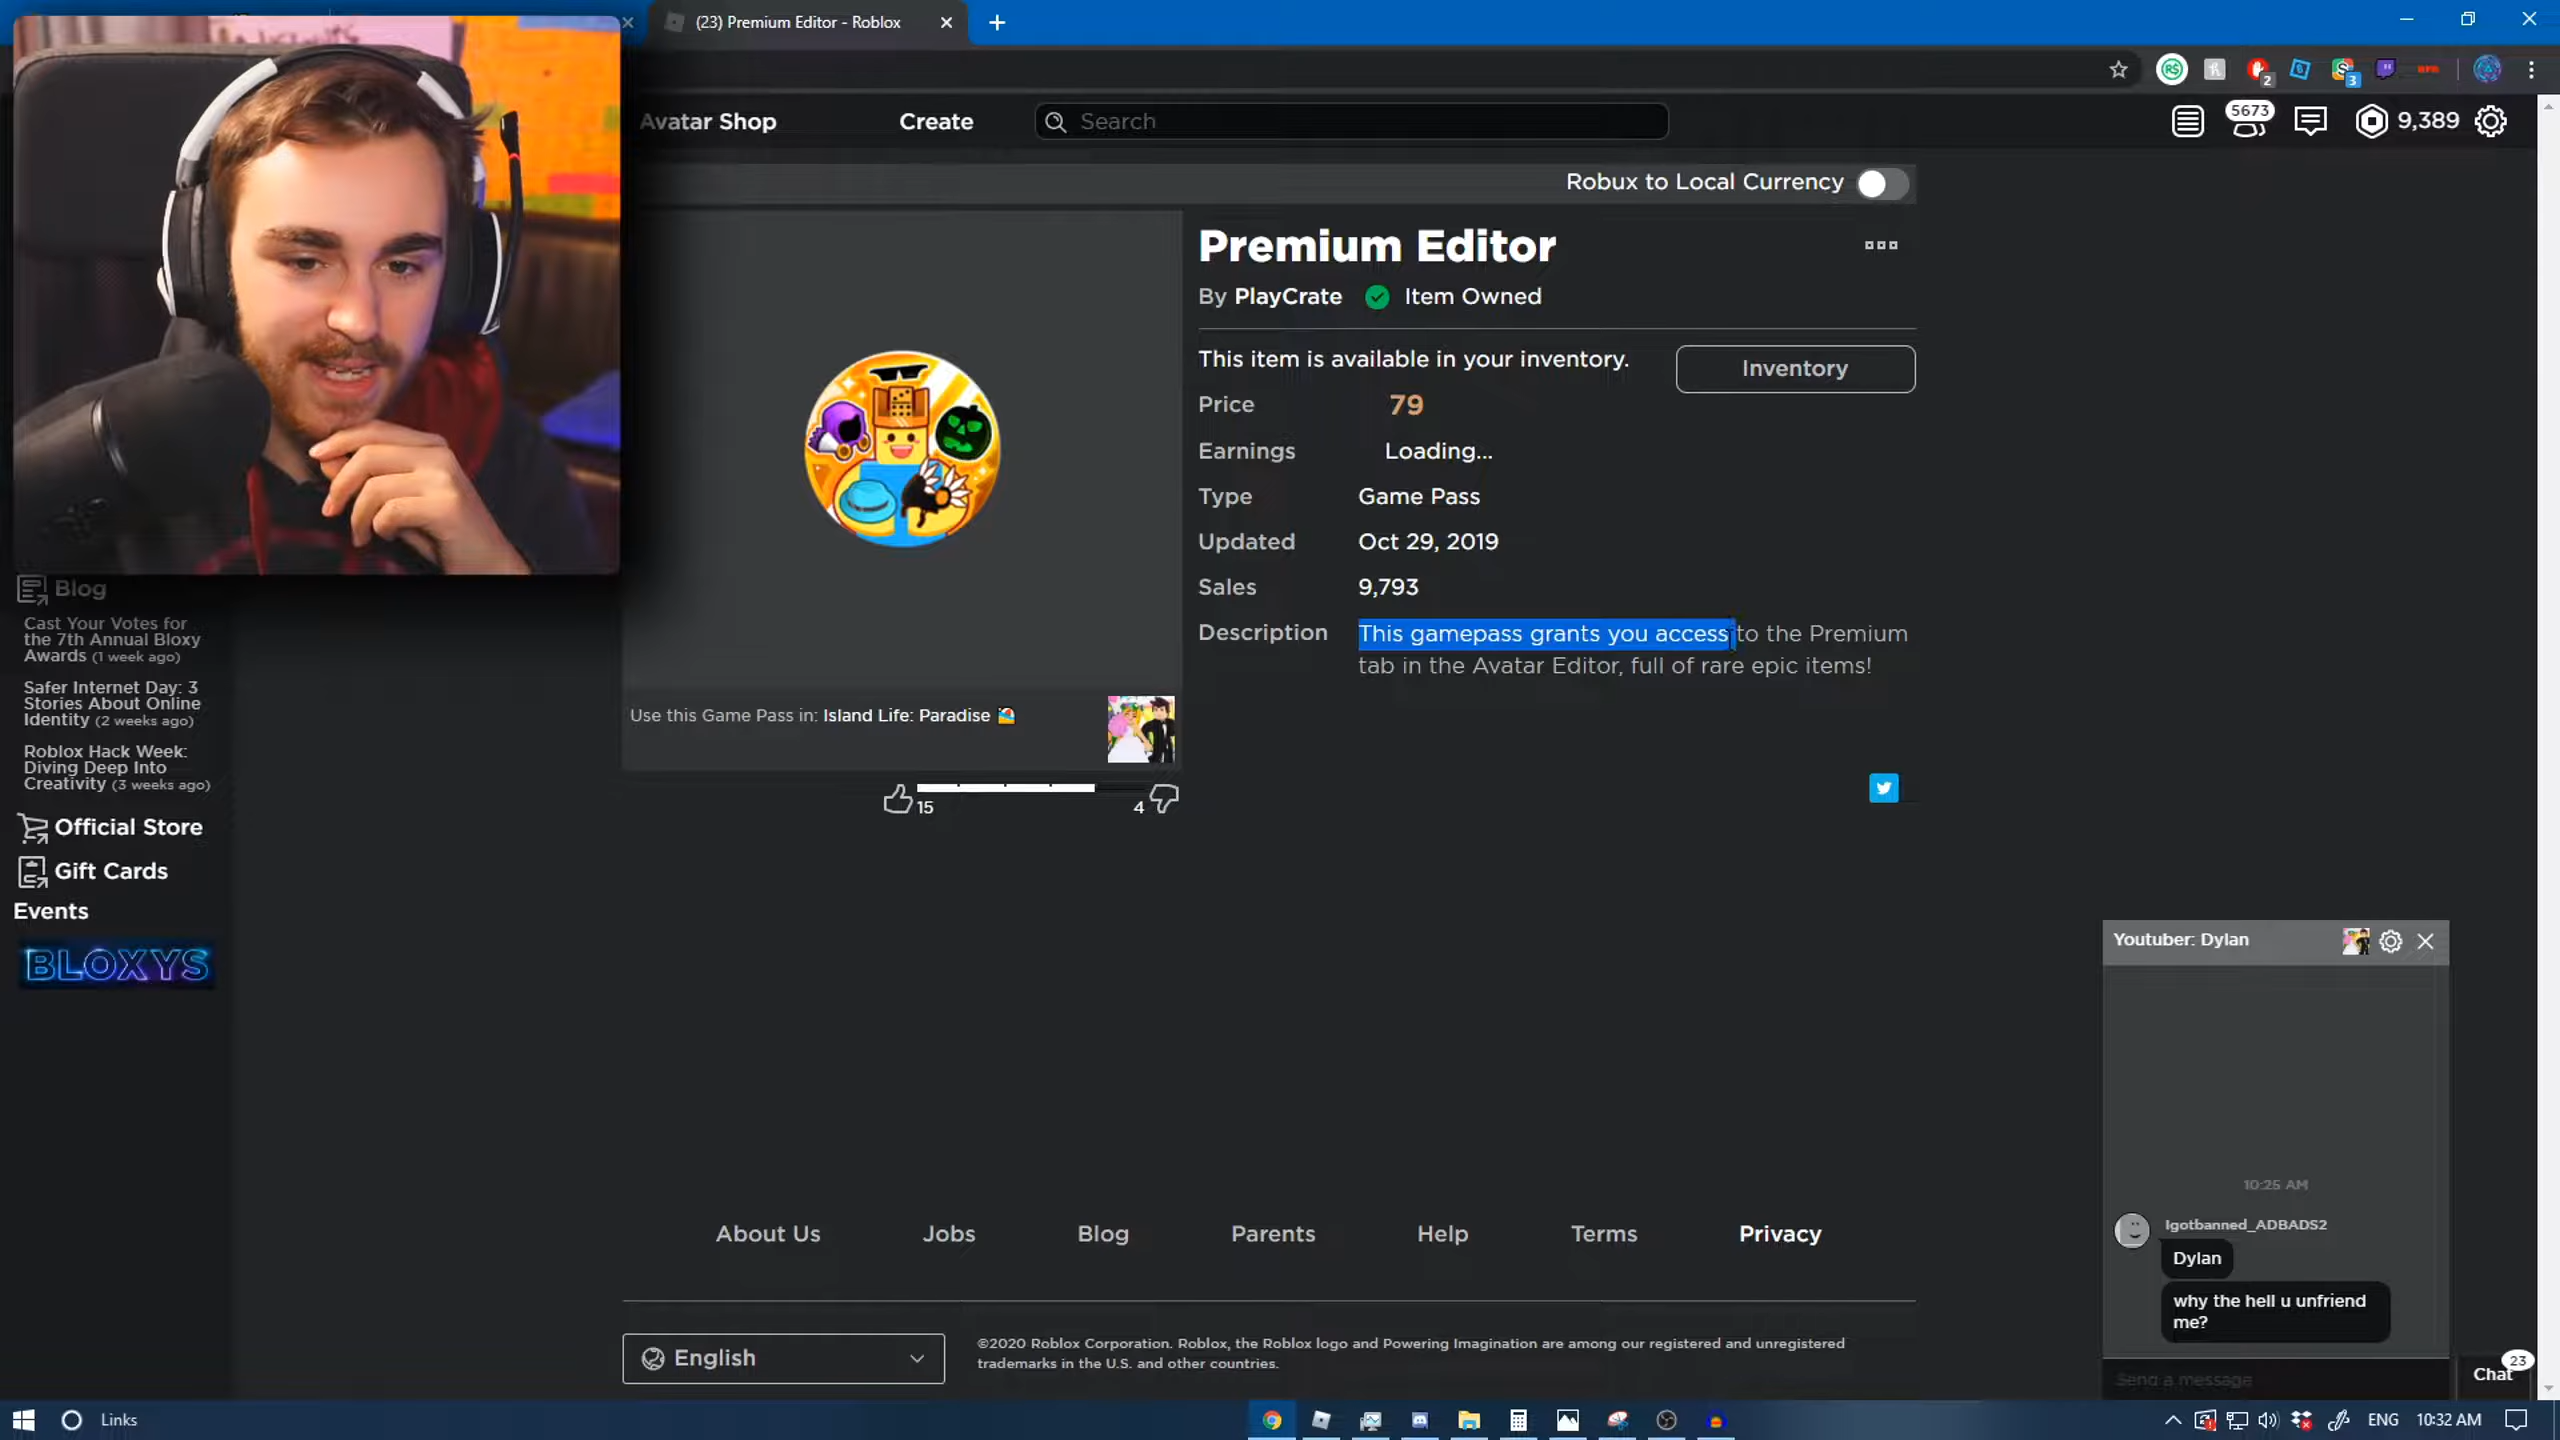 (23) Premium Editor - Roblox
Avatar Shop
Create
Search
2
3
5673
9,389
Robux to Local Currency
Premium Editor
By PlayCrate Item Owned
This item is available in your inventory.
Inventory
Price 79
Earnings Loading...
Type Game Pass
Updated Oct 29, 2019
Sales 9,793
Description This gamepass grants you access to the Premium
tab in the Avatar Editor, full of rare epic items!
Use this Game Pass in: Island Life: Paradise
15
4
Blog
Cast Your Votes for
the 7th Annual Bloxy
Awards (1 week ago)
Safer Internet Day: 3
Stories About Online
Identity (2 weeks ago)
Roblox Hack Week:
Diving Deep Into
Creativity (3 weeks ago)
Official Store
Gift Cards
Events
BLOXYS
Youtuber: Dylan
10:25 AM
Igotbanned_ADBADS2
Dylan
why the hell u unfriend
me?
Send a message
Chat
23
About Us
Jobs
Blog
Parents
Help
Terms
Privacy
English
©2020 Roblox Corporation. Roblox, the Roblox logo and Powering Imagination are among our registered and unregistered
trademarks in the U.S. and other countries.
Links
ENG
10:32 AM